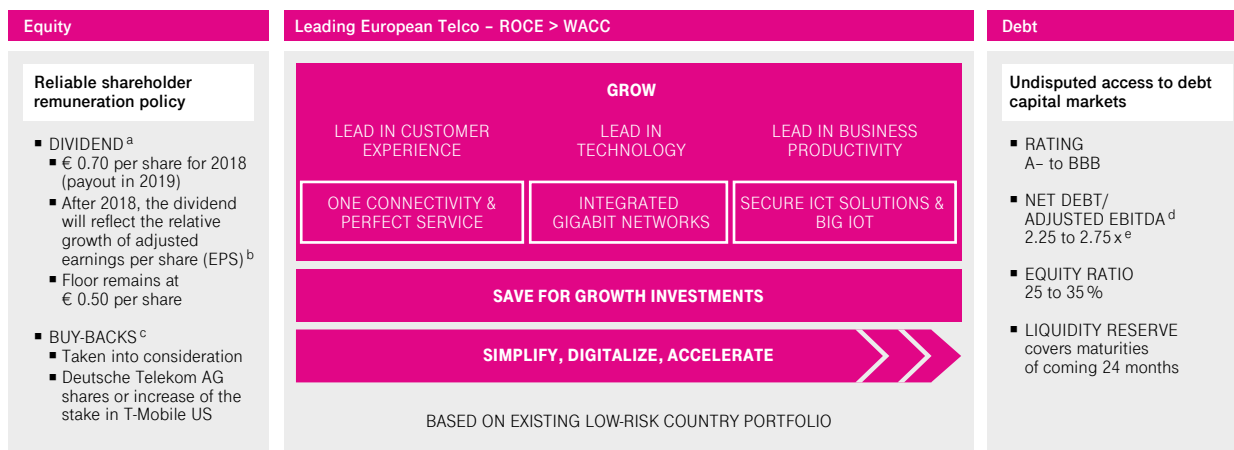 Equity
Reliable shareholder
remuneration policy
▪ DIVIDEND a
▪ € 0.70 per share for 2018
(payout in 2019)
▪ After 2018, the dividend
will reflect the relative
growth of adjusted
earnings per share (EPS) b
▪ Floor remains at
€ 0.50 per share
▪ BUY-BACKS c
▪ Taken into consideration
▪ Deutsche Telekom AG
shares or increase of the
stake in T-Mobile US
Leading European Telco – ROCE > WACC
GROW
LEAD IN CUSTOMER
EXPERIENCE
LEAD IN
TECHNOLOGY
LEAD IN BUSINESS
PRODUCTIVITY
ONE CONNECTIVITY &
PERFECT SERVICE
INTEGRATED
GIGABIT NETWORKS
SECURE ICT SOLUTIONS &
BIG IOT
SAVE FOR GROWTH INVESTMENTS
SIMPLIFY, DIGITALIZE, ACCELERATE
BASED ON EXISTING LOW-RISK COUNTRY PORTFOLIO
Debt
Undisputed access to debt
capital markets
▪ RATING
A– to BBB
▪ NET DEBT/
ADJUSTED EBITDA d
2.25 to 2.75 x e
▪ EQUITY RATIO
25 to 35 %
▪ LIQUIDITY RESERVE
covers maturities
of coming 24 months